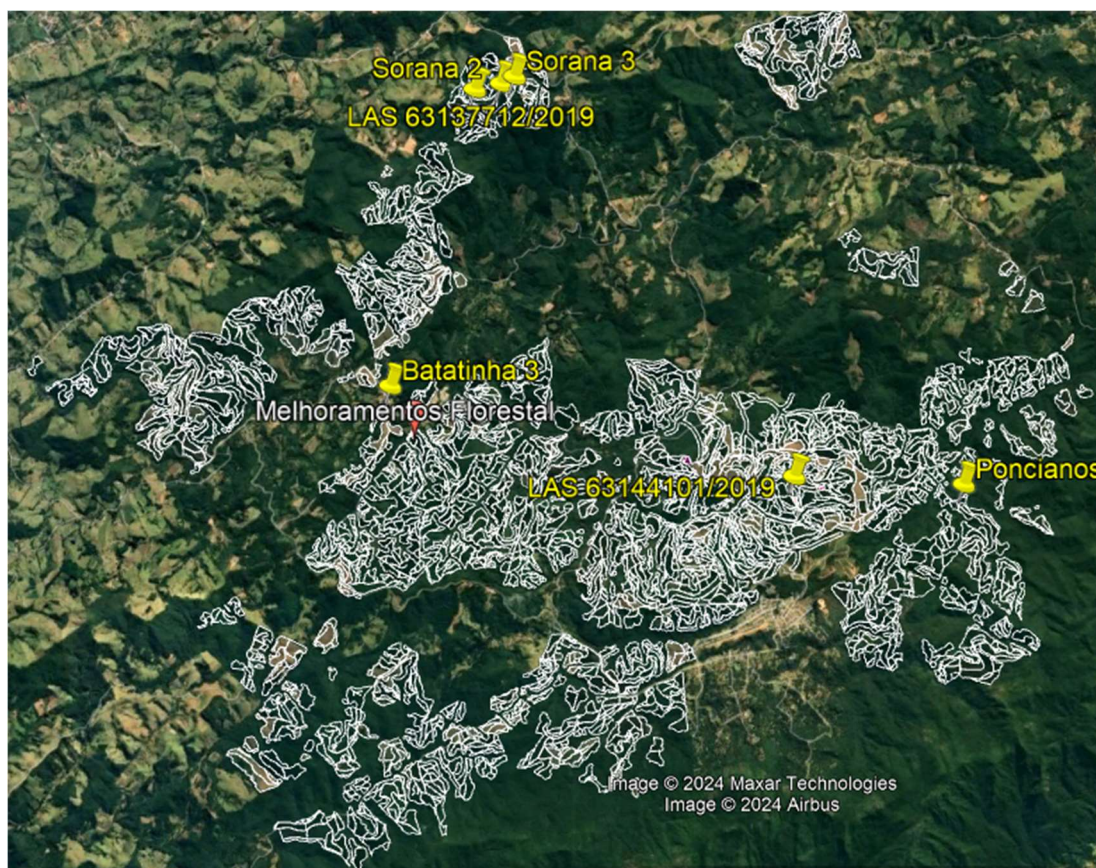 Sorana 2
Sorana 3
LAS 63137712/2019
Batatinha 3
Melhoramentos Florestal
LAS 63144101/2019
Poncianos
Image © 2024 Maxar Technologies
Image © 2024 Airbus